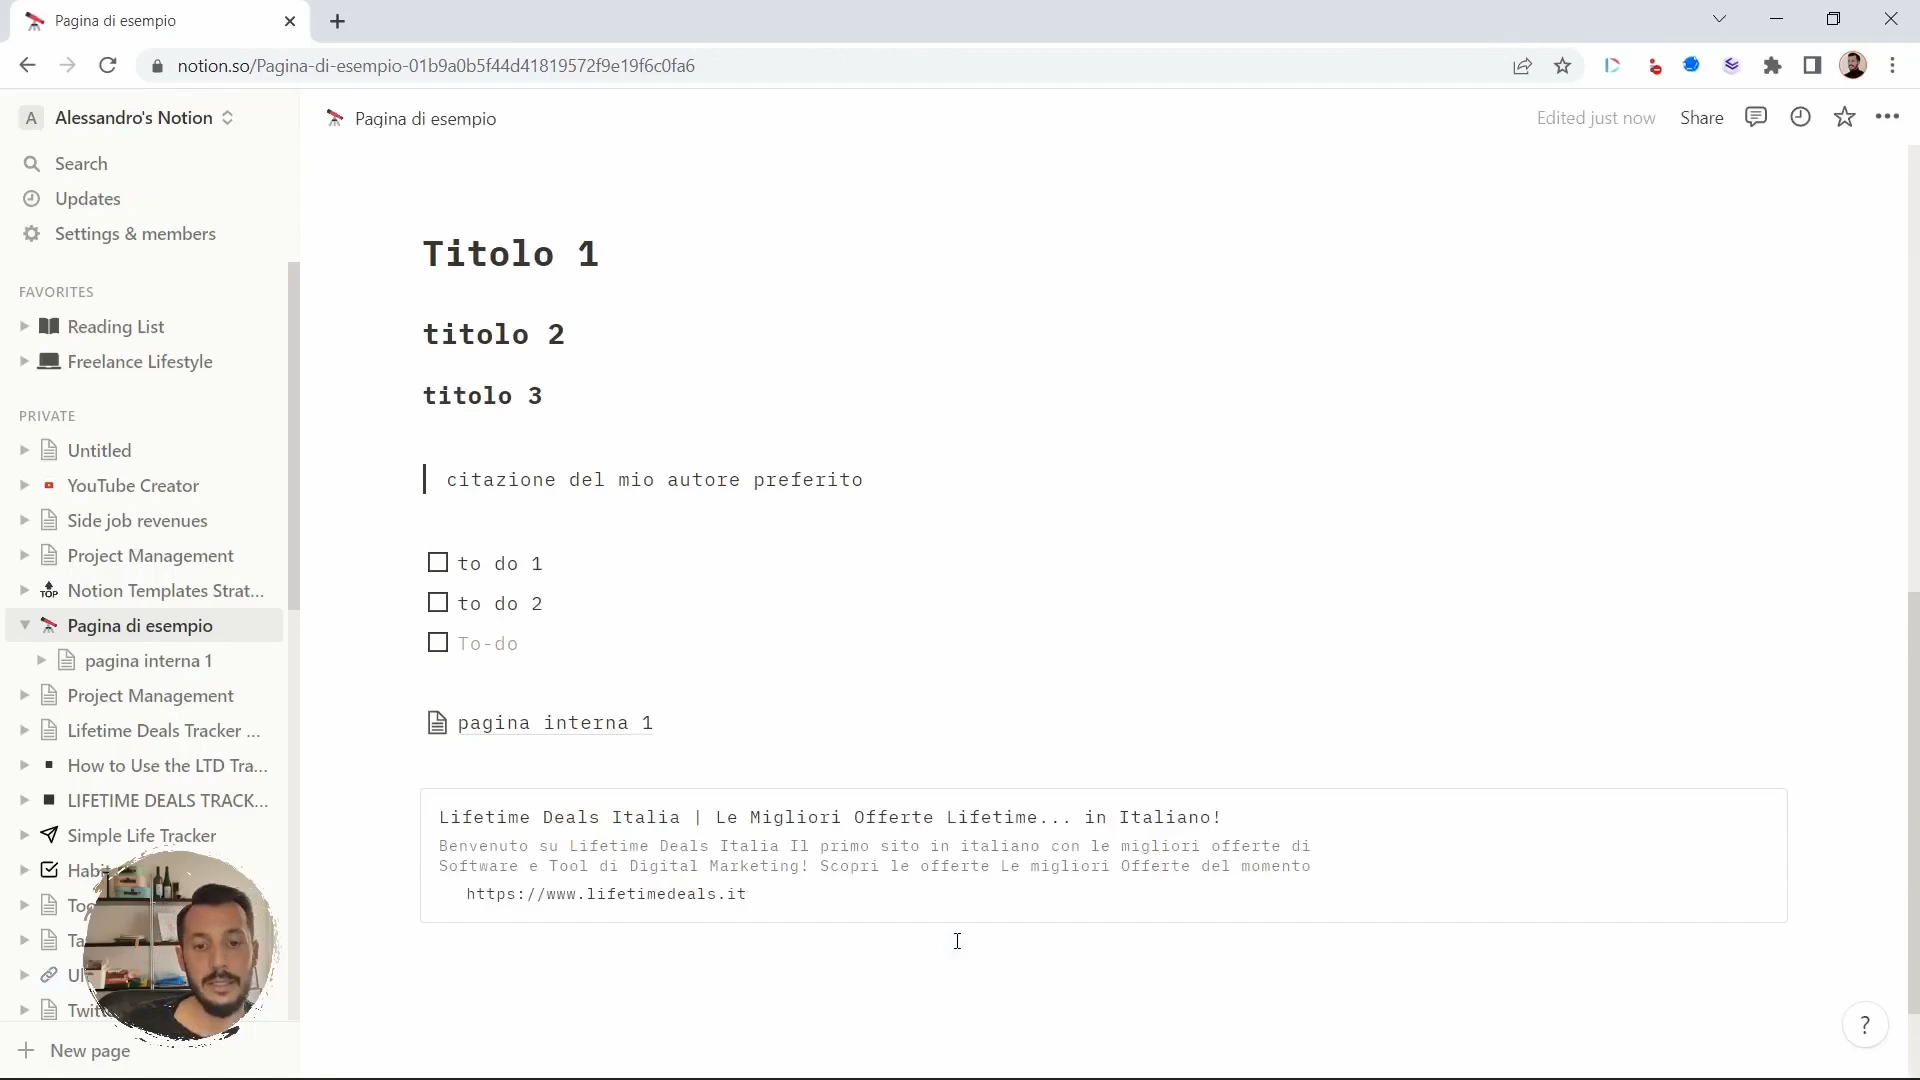 Pagina di esempio
notion.so/Pagina-di-esempio-01b9a0b5f44d41819572f9e19f6c0fa6
A Alessandro's Notion
Search
Updates
Settings & members
FAVORITES
Reading List
Freelance Lifestyle
PRIVATE
Untitled
YouTube Creator
Side job revenues
Project Management
TOP Notion Templates Strat...
Pagina di esempio
pagina interna 1
Project Management
Lifetime Deals Tracker ...
How to Use the LTD Tra...
LIFETIME DEALS TRACK...
Simple Life Tracker
New page
Pagina di esempio
Edited just now Share
Titolo 1
titolo 2
titolo 3
citazione del mio autore preferito
to do 1
to do 2
To-do
pagina interna 1
Lifetime Deals Italia | Le Migliori Offerte Lifetime... in Italiano!
Benvenuto su Lifetime Deals Italia Il primo sito in italiano con le migliori offerte di
Software e Tool di Digital Marketing! Scopri le offerte Le migliori Offerte del momento
https://www.lifetimedeals.it
?